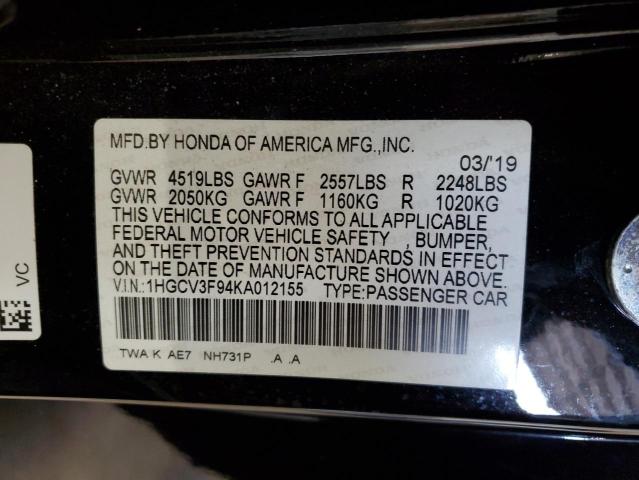 MFD.BY HONDA OF AMERICA MFG.,INC.
03/'19
GVWR 4519LBS GAWR F 2557LBS R 2248LBS
GVWR 2050KG GAWR F 1160KG R 1020KG
THIS VEHICLE CONFORMS TO ALL APPLICABLE
FEDERAL MOTOR VEHICLE SAFETY , BUMPER,
AND THEFT PREVENTION STANDARDS IN EFFECT
ON THE DATE OF MANUFACTURE SHOWN ABOVE.
V.I.N.:1HGCV3F94KA012155 TYPE:PASSENGER CAR
TWA K AE7 NH731P .A .A
VC